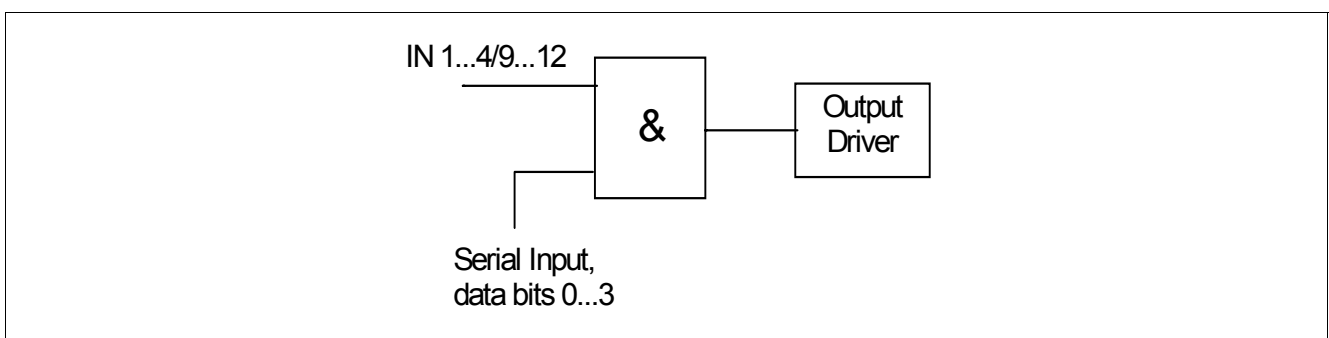 IN 1...4/9...12
&
Output
Driver
Serial Input,
data bits 0...3